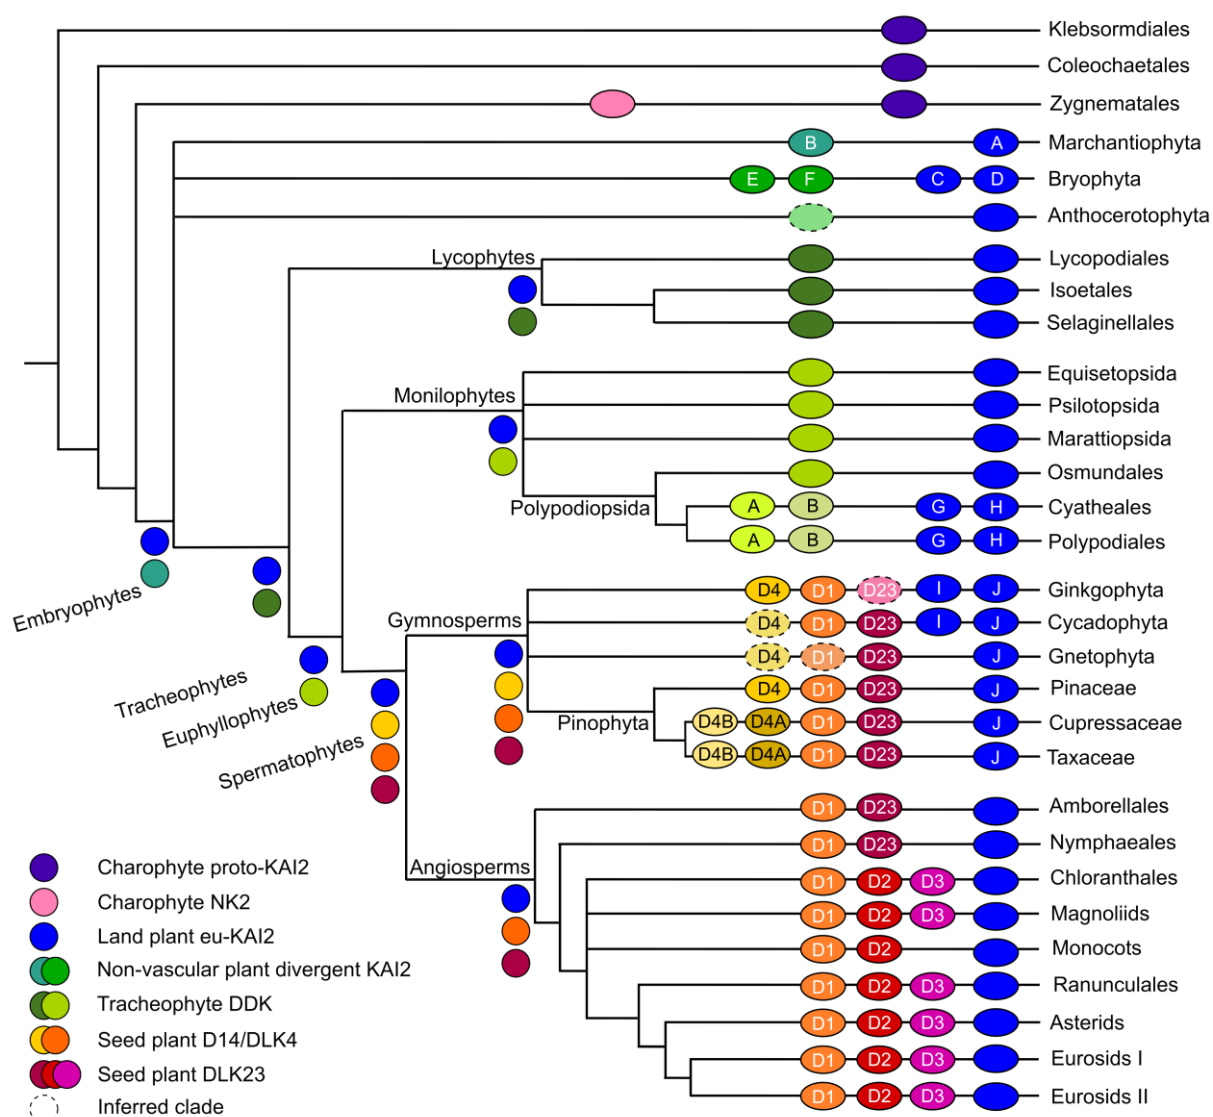 Klebsormdiales
Coleochaetales
Zygnematales
B A Marchantiophyta
E F C D Bryophyta
Anthocerotophyta
Lycophytes
Lycopodiales
Isoetales
Selaginellales
Equisetopsida
Monilophytes
Psilotopsida
Marattiopsida
Osmundales
Polypodiopsida
A B G H Cyatheales
A B G H Polypodiales
Embryophytes
D4 D1 D23 I J Ginkgophyta
Gymnosperms
D4 D1 D23 I J Cycadophyta
D4 D1 D23 J Gnetophyta
Tracheophytes
D4 D1 D23 J Pinaceae
Euphyllophytes
Pinophyta
D4B D4A D1 D23 J Cupressaceae
Spermatophytes
D4B D4A D1 D23 J Taxaceae
D1 D23 Amborellales
D1 D23 Nymphaeales
Angiosperms
D1 D2 D3 Chloranthales
D1 D2 D3 Magnoliids
D1 D2 Monocots
D1 D2 D3 Ranunculales
D1 D2 D3 Asterids
D1 D2 D3 Eurosids I
D1 D2 D3 Eurosids II
Charophyte proto-KAI2
Charophyte NK2
Land plant eu-KAI2
Non-vascular plant divergent KAI2
Tracheophyte DDK
Seed plant D14/DLK4
Seed plant DLK23
Inferred clade